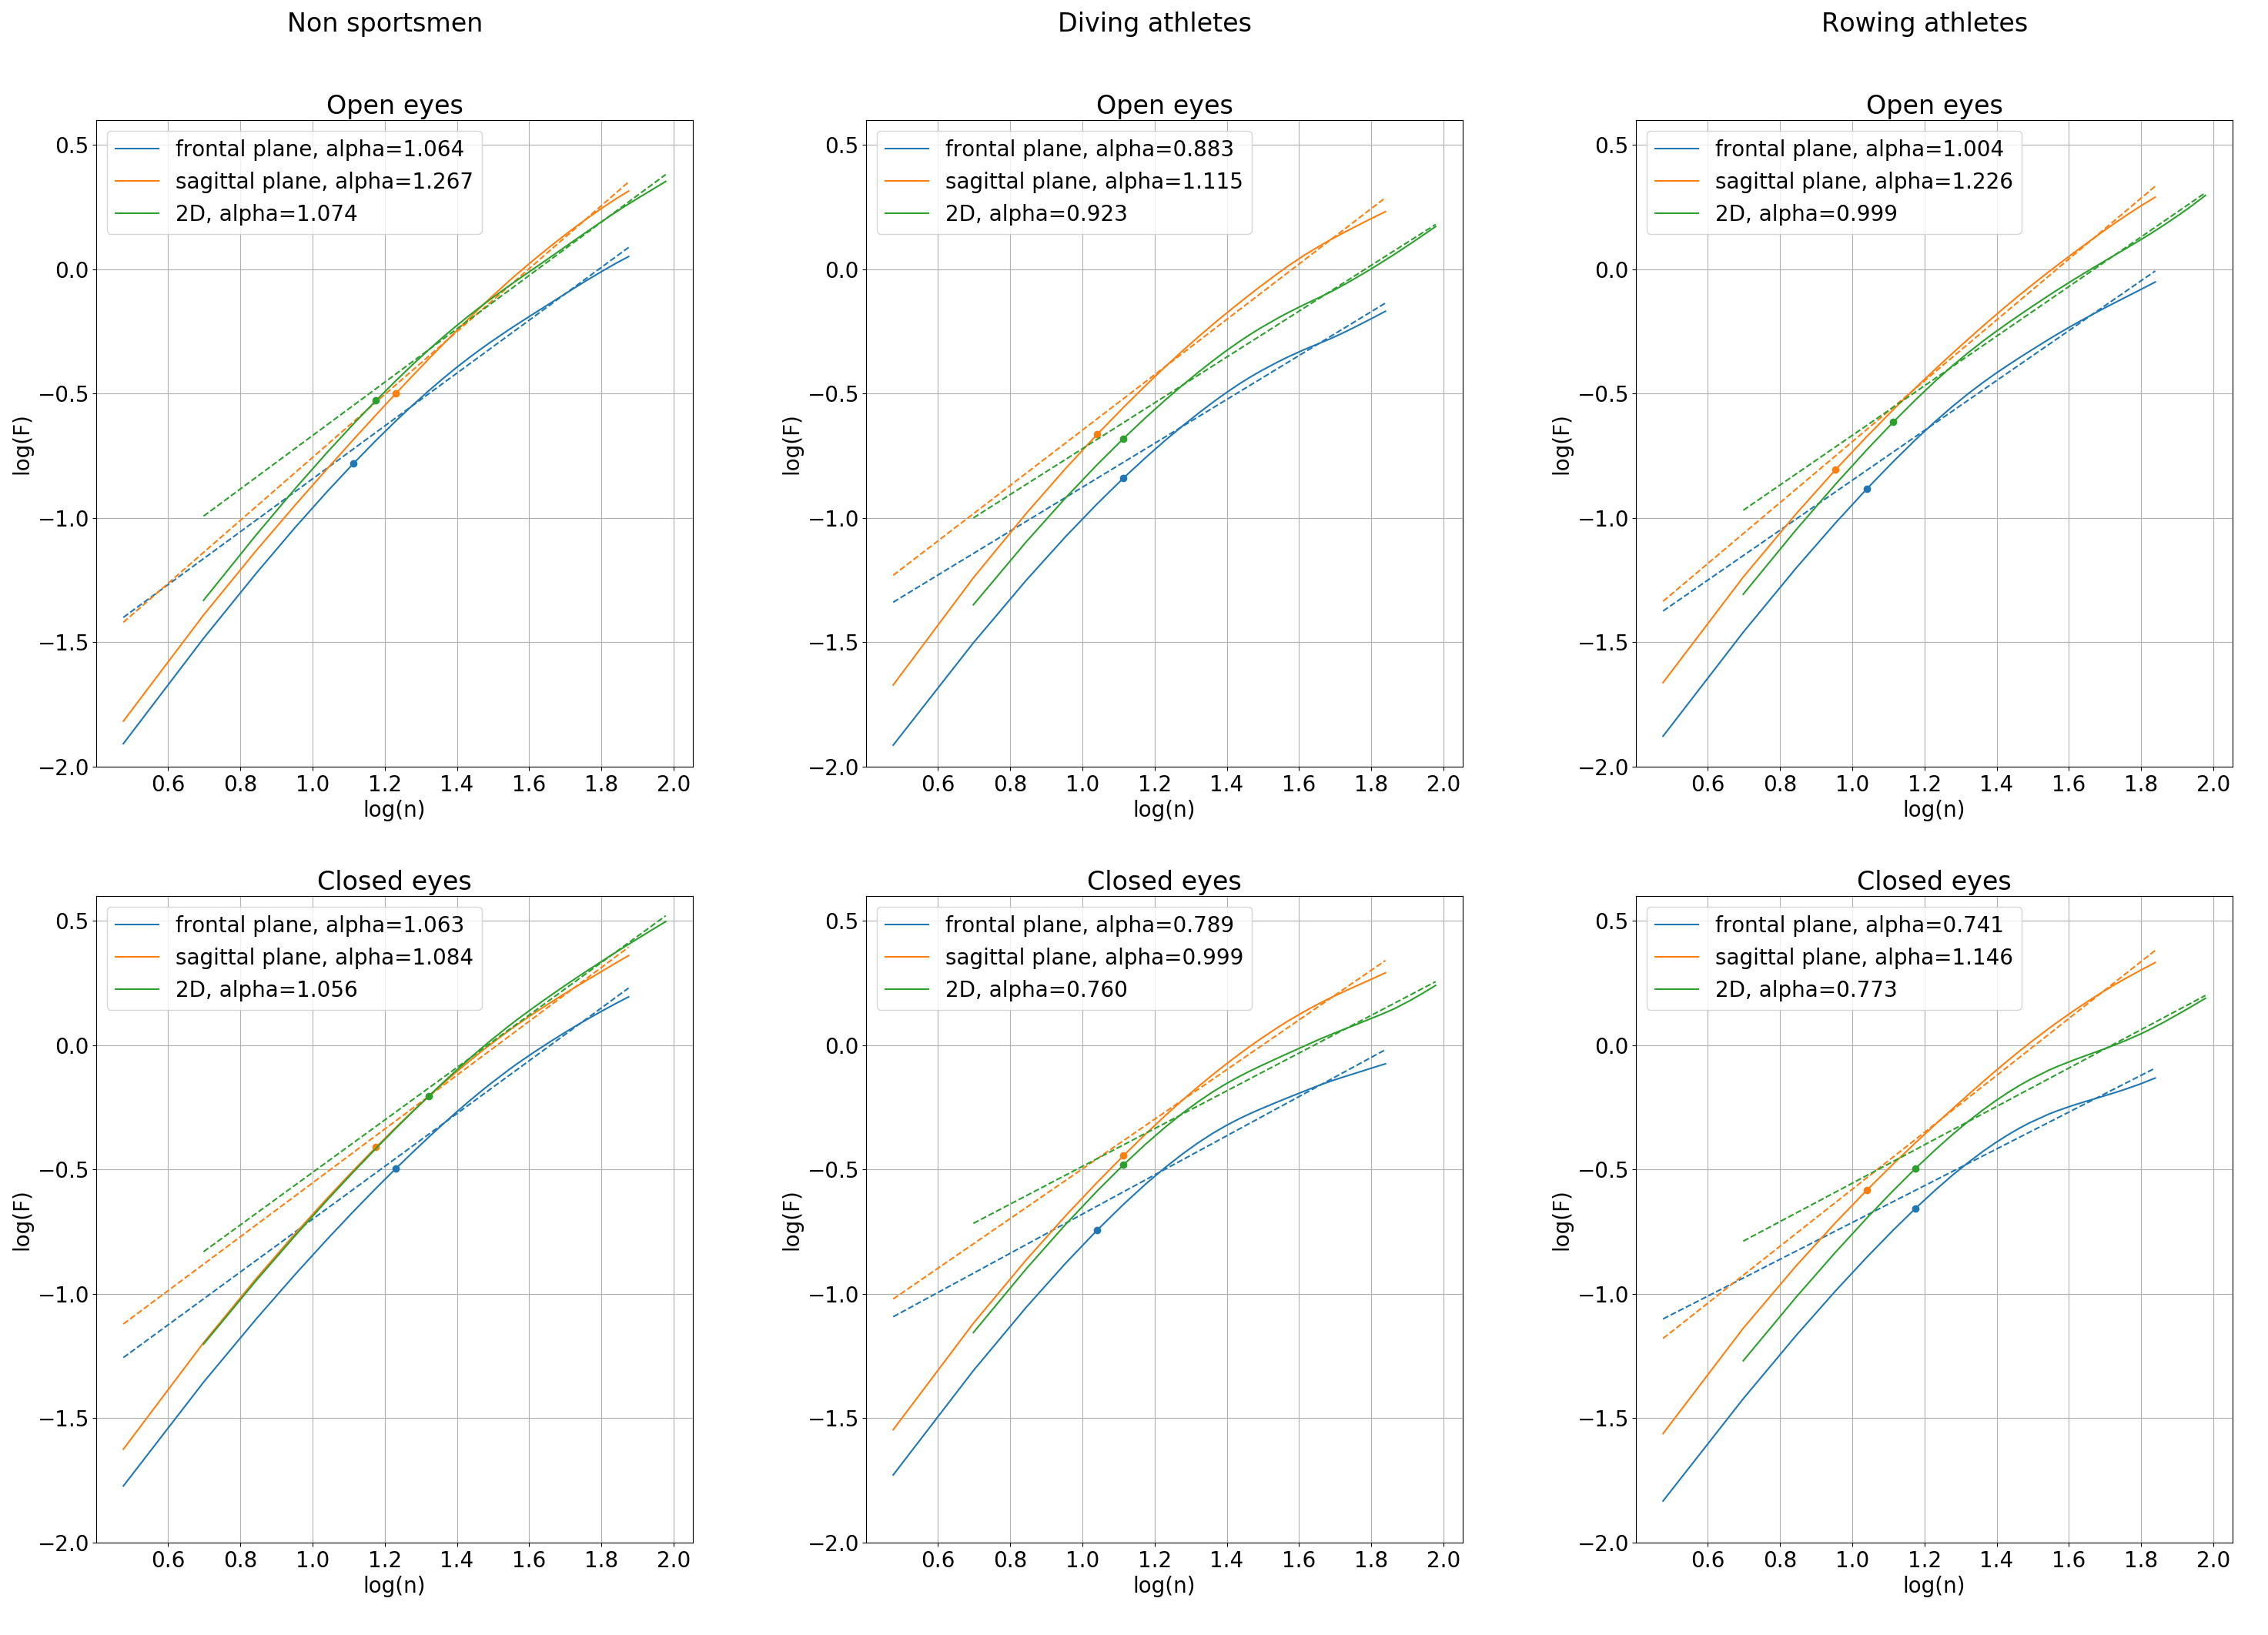 Non sportsmen
Diving athletes
Rowing athletes
Open eyes
frontal plane, alpha=1.064
sagittal plane, alpha=1.267
2D, alpha=1.074
0.5
0.0
−0.5
−1.0
−1.5
−2.0
log(F)
0.6 0.8 1.0 1.2 1.4 1.6 1.8 2.0
log(n)
Open eyes
frontal plane, alpha=0.883
sagittal plane, alpha=1.115
2D, alpha=0.923
0.5
0.0
−0.5
−1.0
−1.5
−2.0
log(F)
0.6 0.8 1.0 1.2 1.4 1.6 1.8 2.0
log(n)
Open eyes
frontal plane, alpha=1.004
sagittal plane, alpha=1.226
2D, alpha=0.999
0.5
0.0
−0.5
−1.0
−1.5
−2.0
log(F)
0.6 0.8 1.0 1.2 1.4 1.6 1.8 2.0
log(n)
Closed eyes
frontal plane, alpha=1.063
sagittal plane, alpha=1.084
2D, alpha=1.056
0.5
0.0
−0.5
−1.0
−1.5
−2.0
log(F)
0.6 0.8 1.0 1.2 1.4 1.6 1.8 2.0
log(n)
Closed eyes
frontal plane, alpha=0.789
sagittal plane, alpha=0.999
2D, alpha=0.760
0.5
0.0
−0.5
−1.0
−1.5
−2.0
log(F)
0.6 0.8 1.0 1.2 1.4 1.6 1.8 2.0
log(n)
Closed eyes
frontal plane, alpha=0.741
sagittal plane, alpha=1.146
2D, alpha=0.773
0.5
0.0
−0.5
−1.0
−1.5
−2.0
log(F)
0.6 0.8 1.0 1.2 1.4 1.6 1.8 2.0
log(n)